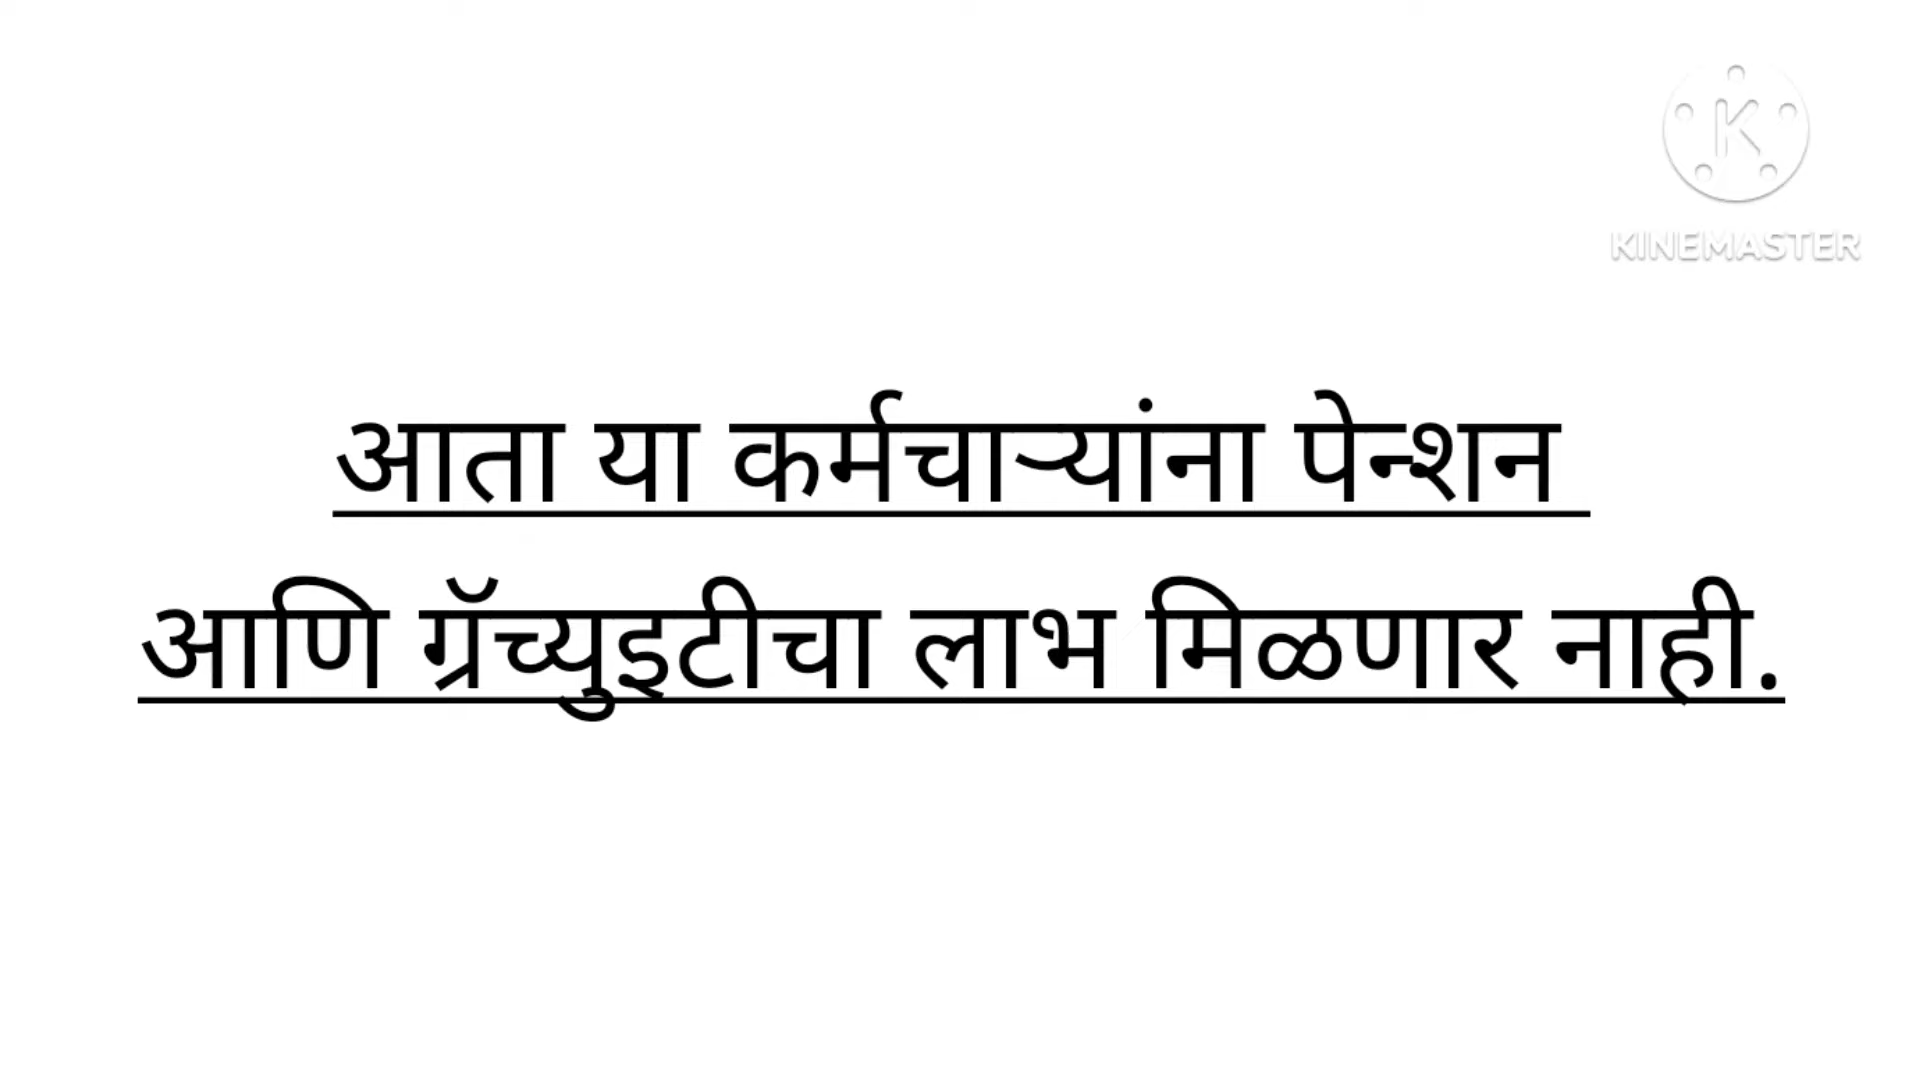 KINEMASTER
आता या कर्मचाऱ्यांना पेन्शन
आणि ग्रॅच्युइटीचा लाभ मिळणार नाही.